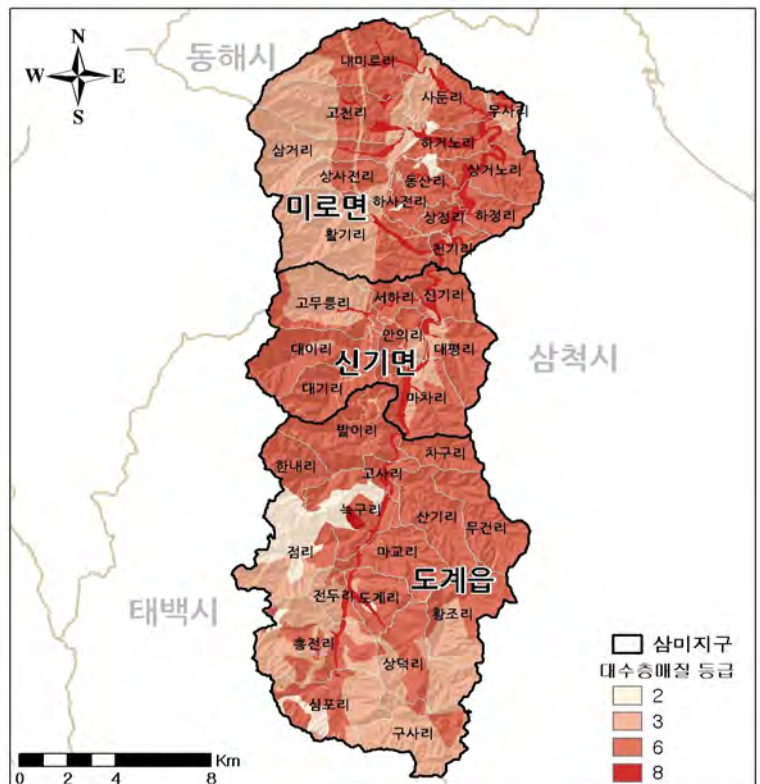 N
W E
S
동해시
내미로리
사둔리
고천리
무사리
하거노리
삼거리
상거노리
상사전리
동산리
하사전리
미로면
상정리
하정리
활기리
천기리
고무릉리
서하리
신기리
안의리
대이리
대평리
신기면
삼척시
대기리
마차리
발이리
차구리
한내리
고사리
늑구리
산기리
무건리
점리
마교리
도계읍
태백시
전두리
도계리
황조리
흥전리
상덕리
심포리
구사리
삼미지구
대수층매질 등급
2
3
6
8
Km
0 2 4 8